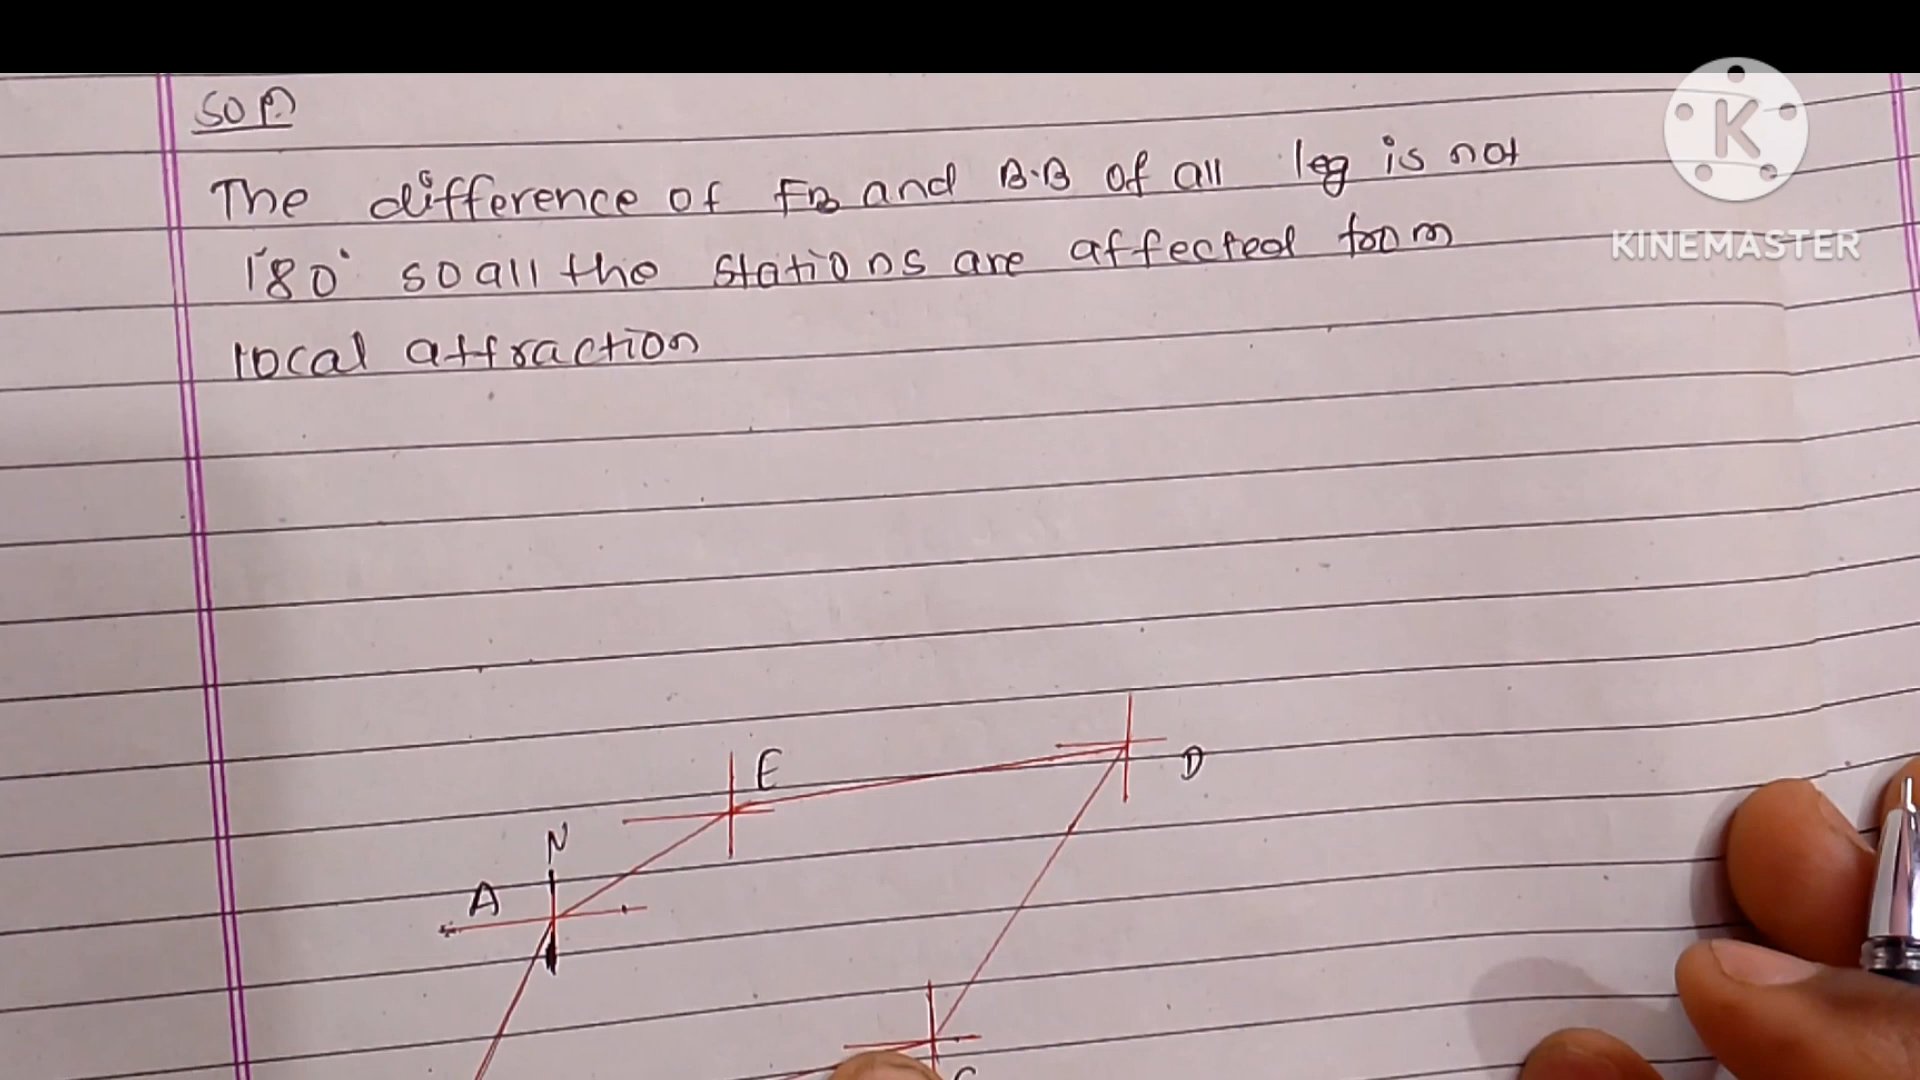 Soln
The difference of FB and B.B of all leg is not
180° so all the stations are affected from
local attraction
E
D
N
A
C
K
KINEMASTER